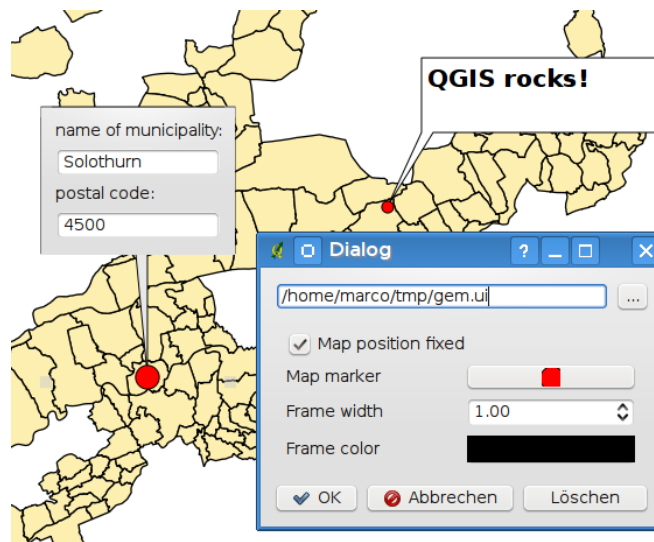 QGIS rocks!
name of municipality:
Solothurn
postal code:
4500
Dialog
?
/home/marco/tmp/gem.ui
...
Map position fixed
Map marker
Frame width
1.00
Frame color
OK
Abbrechen
Löschen